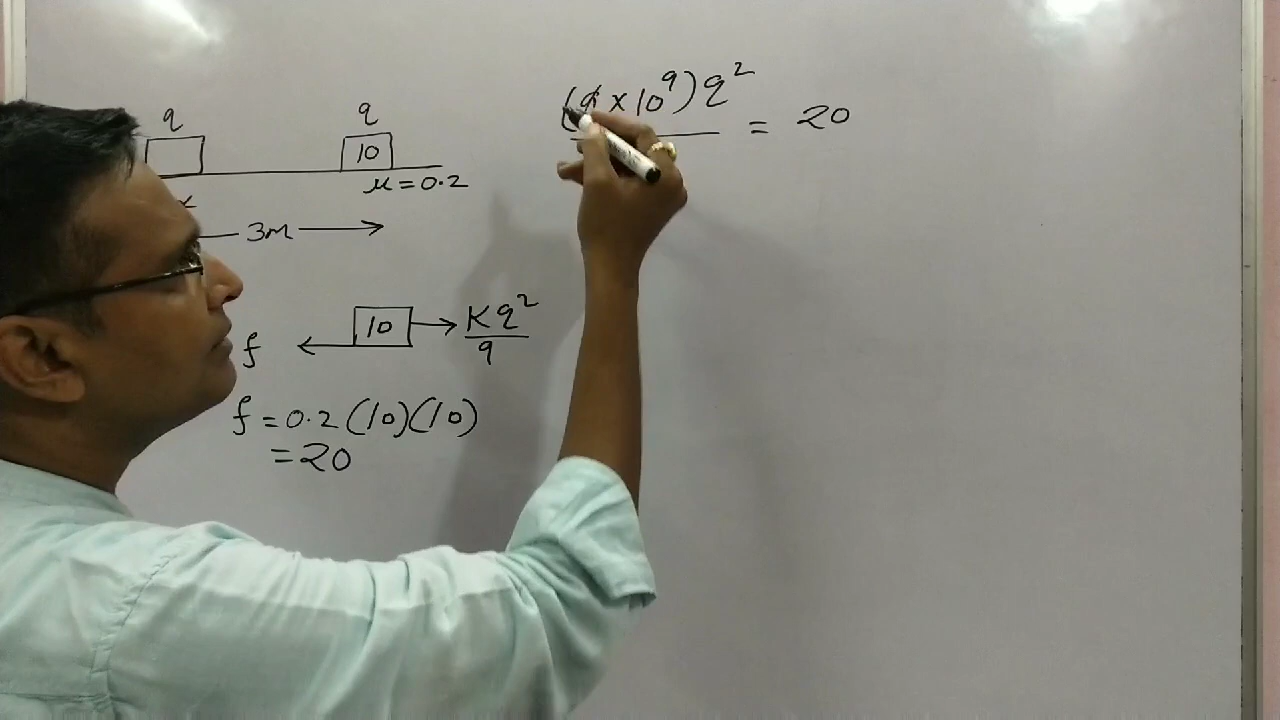 q q
10
μ = 0.2
3m
10 Kq²
f 9
f = 0.2 (10)(10)
= 20
(9 × 10⁹) q² = 20